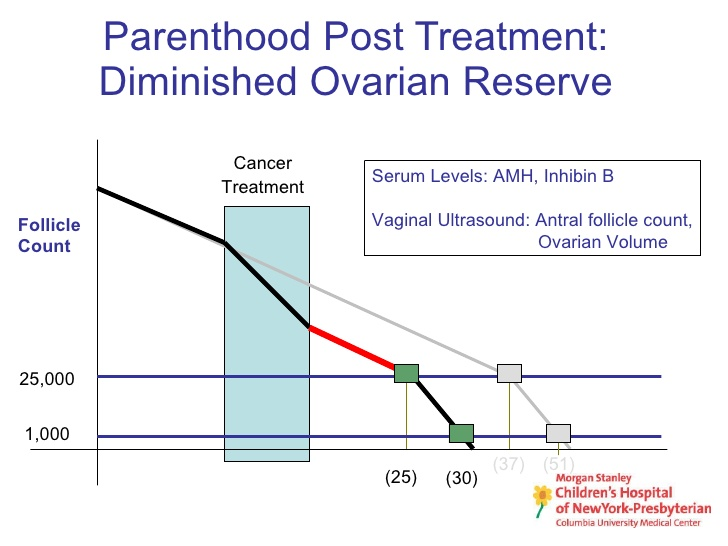 Parenthood Post Treatment:
Diminished Ovarian Reserve
Cancer
Treatment
Serum Levels: AMH, Inhibin B
Vaginal Ultrasound: Antral follicle count,
Ovarian Volume
Follicle
Count
25,000
1,000
(25)
(30)
(37)
(51)
Morgan Stanley
Children's Hospital
of NewYork-Presbyterian
Columbia University Medical Center